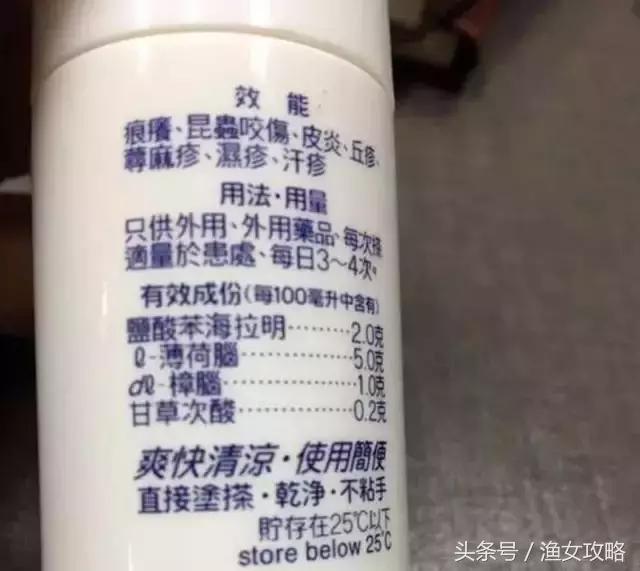 效能
痕癢、昆蟲咬傷、皮炎、丘疹、
蕁麻疹、濕疹、汗疹
用法·用量
只供外用、外用藥品、每次搽
適量於患處、每日3～4次。
有效成份(每100毫升中含有)
鹽酸苯海拉明……2.0克
ℓ-薄荷腦……5.0克
dℓ-樟腦……1.0克
甘草次酸……0.2克
爽快清涼·使用簡便
直接塗搽·乾淨·不粘手
貯存在25℃以下
store below 25℃
头条号 / 渔女攻略